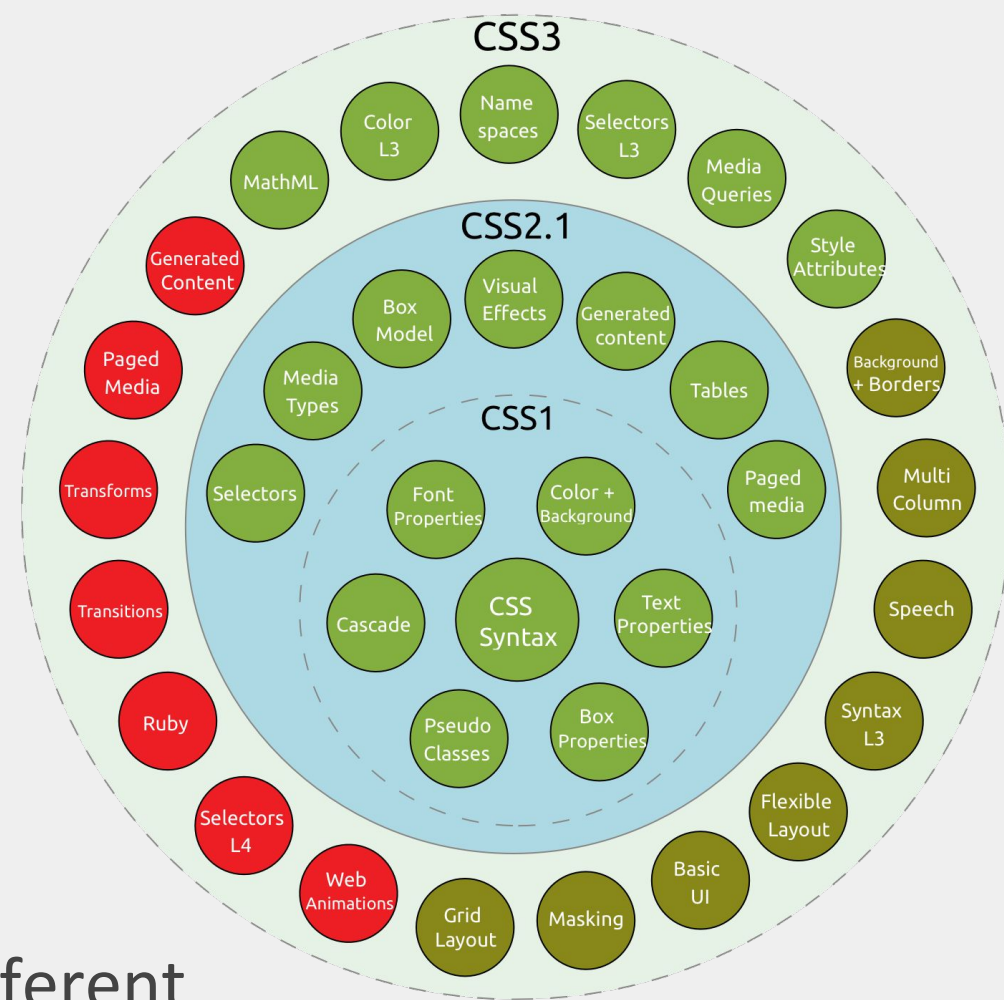 CSS3
Name
spaces
Selectors
L3
Media
Queries
Style
Attributes
Background
+ Borders
Multi
Column
Speech
Syntax
L3
Flexible
Layout
Basic
UI
Masking
Grid
Layout
Web
Animations
Selectors
L4
Ruby
Transitions
Transforms
Paged
Media
Generated
Content
MathML
Color
L3
CSS2.1
Visual
Effects
Generated
content
Tables
Paged
media
Selectors
Media
Types
Box
Model
CSS1
Font
Properties
Color +
Background
Cascade
CSS
Syntax
Text
Properties
Pseudo
Classes
Box
Properties
ferent